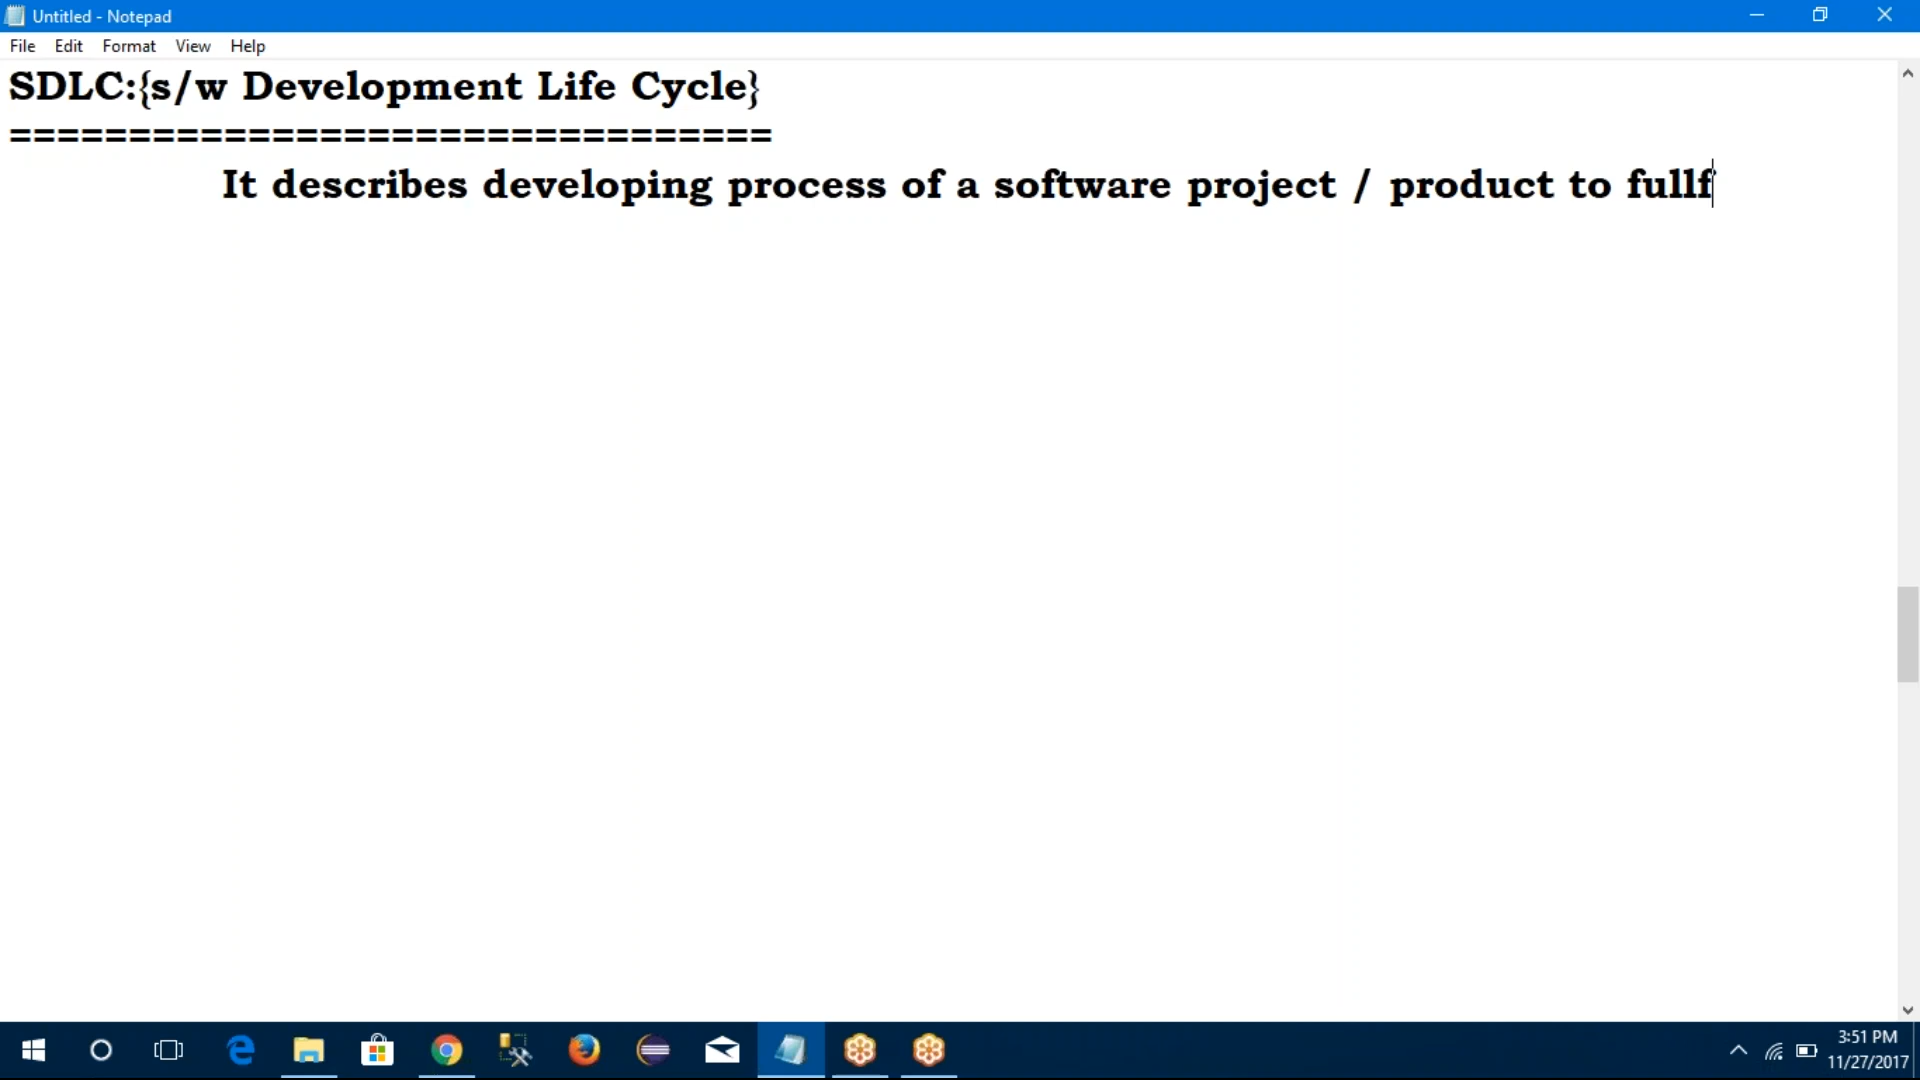 Untitled - Notepad
File Edit Format View Help
SDLC:{s/w Development Life Cycle}
================================
It describes developing process of a software project / product to fullf
3:51 PM
11/27/2017